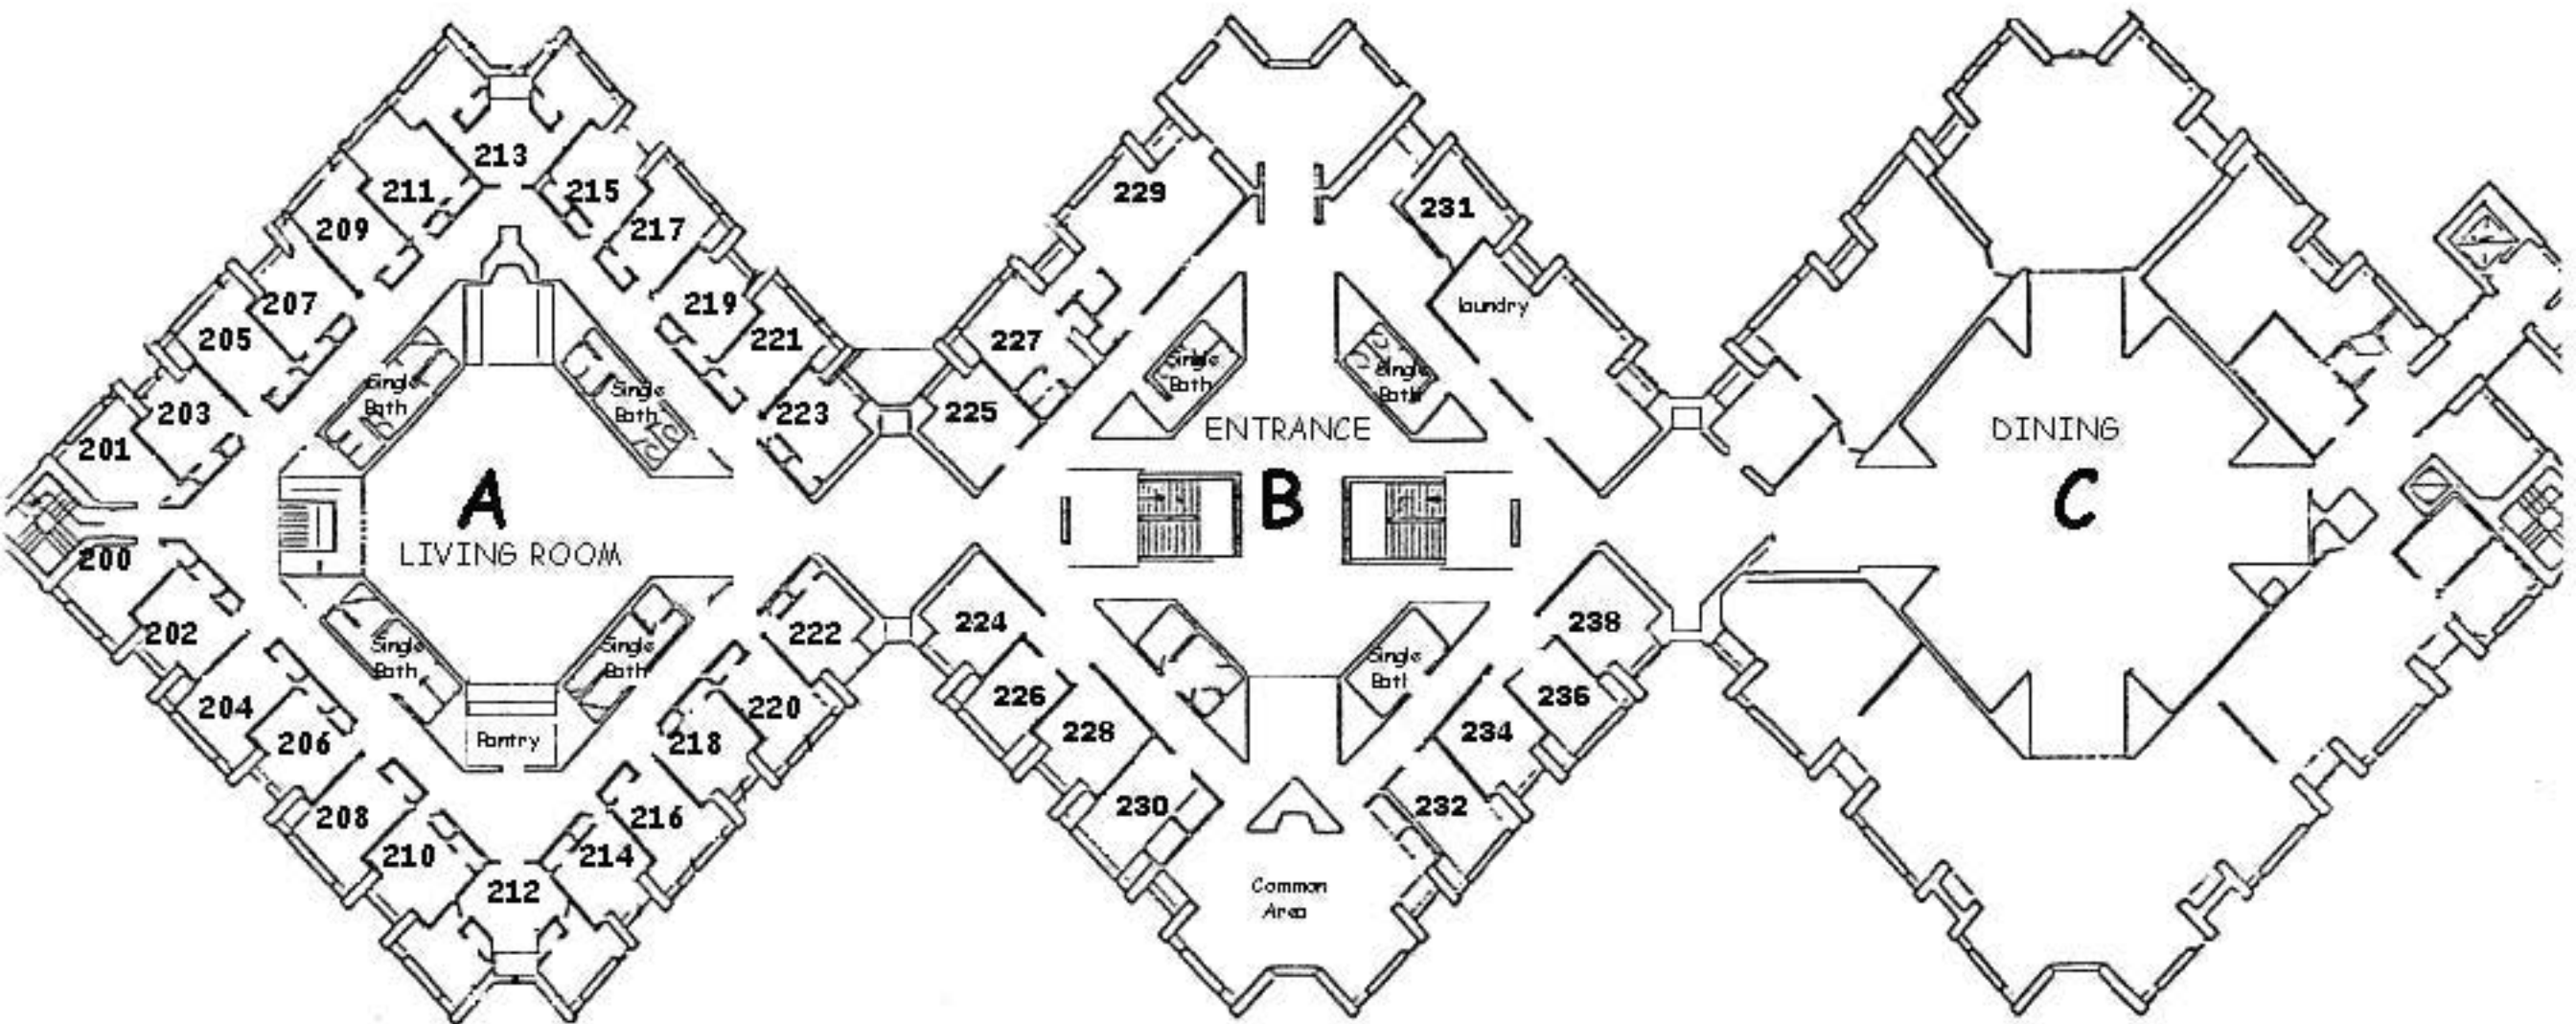 213
211
215
209
217
207
219
205
221
203
223
201
200
202
222
204
220
206
218
208
216
210
214
212
Single
Bath
Single
Bath
A
LIVING ROOM
Single
Bath
Single
Bath
Pantry
229
231
227
laundry
225
Single
Bath
Single
Bath
ENTRANCE
B
224
238
226
236
228
234
230
232
Single
Bath
Common
Area
DINING
C